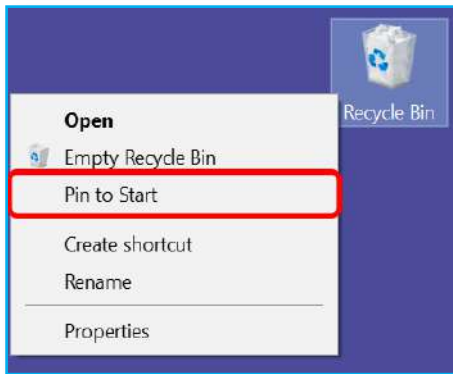 Recycle Bin
Open
Empty Recycle Bin
Pin to Start
Create shortcut
Rename
Properties